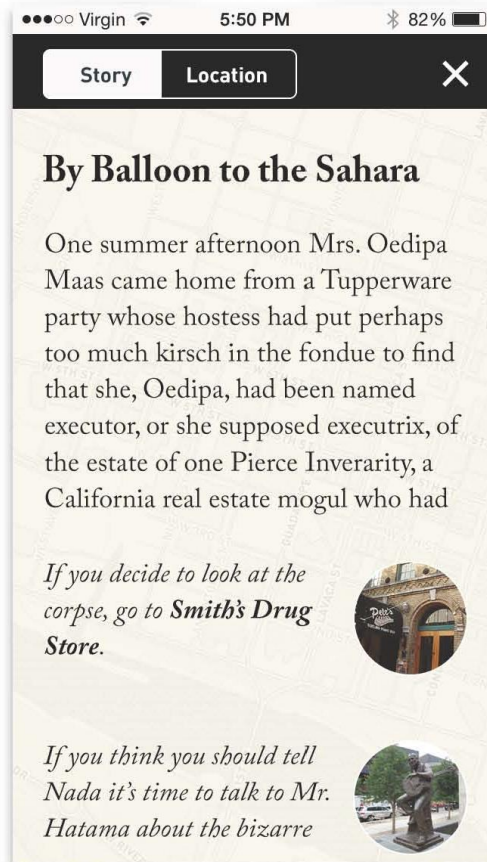 Virgin 5:50 PM 82%
Story Location
By Balloon to the Sahara
One summer afternoon Mrs. Oedipa
Maas came home from a Tupperware
party whose hostess had put perhaps
too much kirsch in the fondue to find
that she, Oedipa, had been named
executor, or she supposed executrix, of
the estate of one Pierce Inverarity, a
California real estate mogul who had
If you decide to look at the
corpse, go to Smith's Drug
Store.
Pete's
If you think you should tell
Nada it's time to talk to Mr.
Hatama about the bizarre